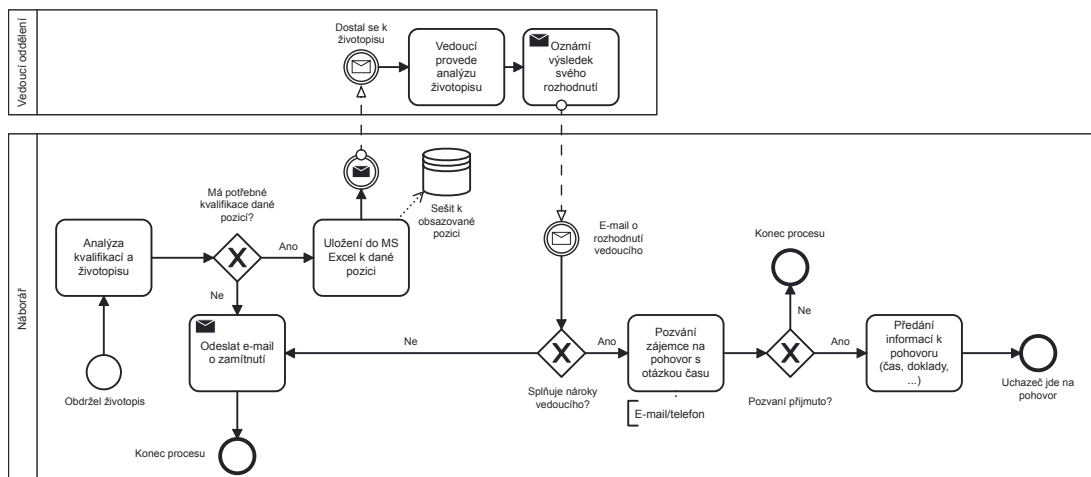 Vedoucí oddělení
Dostal se k
životopisu
Vedoucí
provede
analýzu
životopisu
Oznámí
výsledek
svého
rozhodnutí
Náborář
Analýza
kvalifikací a
životopisu
Obdržel životopis
Má potřebné
kvalifikace dané
pozicí?
Ano
Ne
Uložení do MS
Excel k dané
pozici
Sešit k
obsazované
pozici
Odeslat e-mail
o zamítnutí
Konec procesu
E-mail o
rozhodnutí
vedoucího
Ne
Splňuje nároky
vedoucího?
Ano
Pozvání
zájemce na
pohovor s
otázkou času
E-mail/telefon
Konec procesu
Ne
Pozvaní přijmuto?
Ano
Předání
informací k
pohovoru
(čas, doklady,
...)
Uchazeč jde na
pohovor